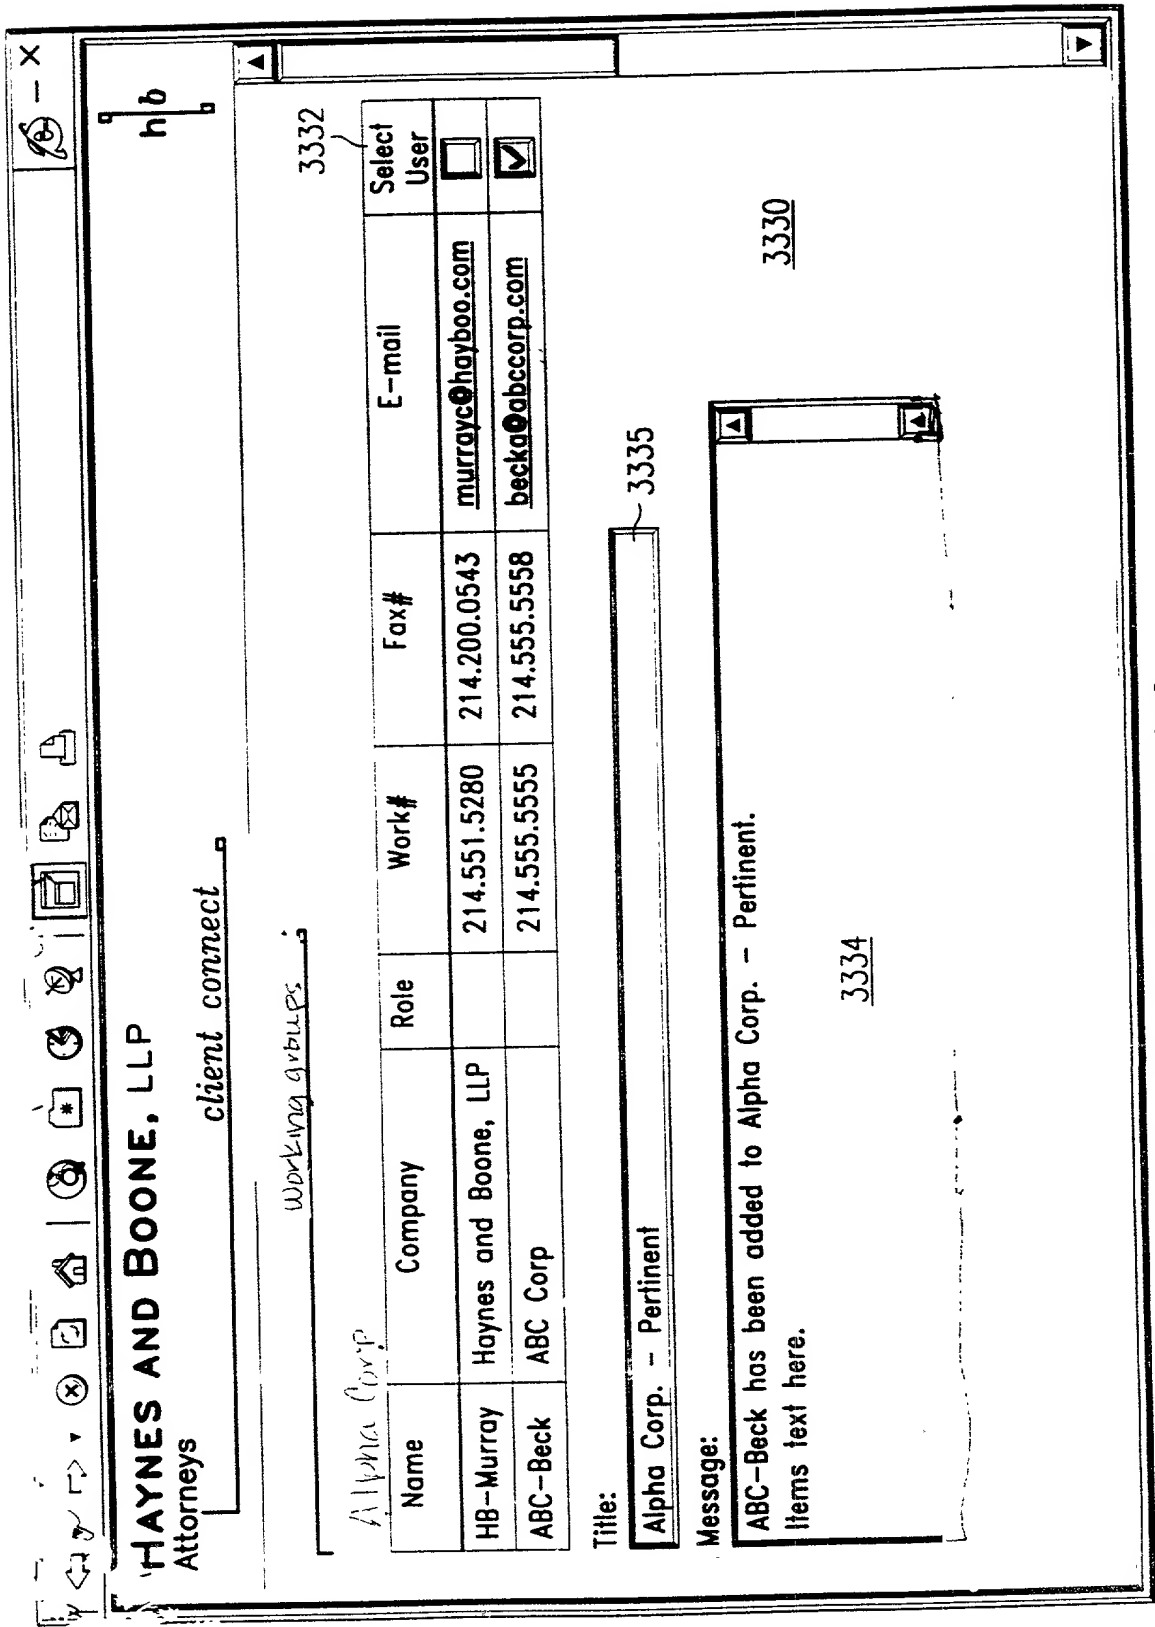 HAYNES AND BOONE, LLP
Attorneys
client connect
h b
Working groups
Alpha Corp
3332
Name Company Role Work# Fax# E-mail Select User
HB-Murray Haynes and Boone, LLP 214.551.5280 214.200.0543 murrayc@hayboo.com
ABC-Beck ABC Corp 214.555.5555 214.555.5558 becka@abccorp.com
Title:
Alpha Corp. - Pertinent
3335
Message:
ABC-Beck has been added to Alpha Corp. - Pertinent.
Items text here.
3334
3330